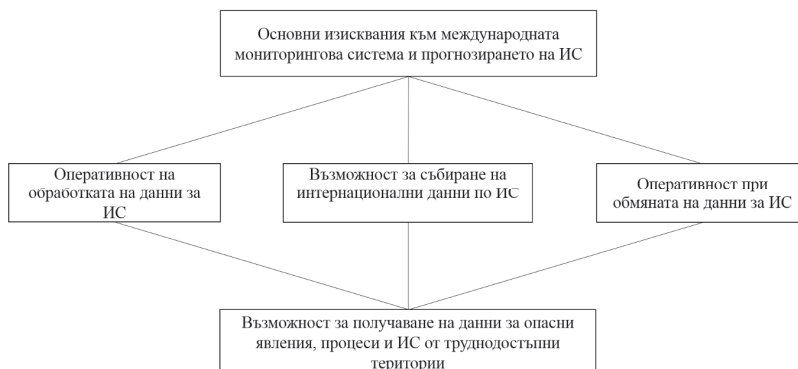 Основни изисквания към международната
мониторингова система и прогнозирането на ИС
Оперативност на
обработката на данни за
ИС
Възможност за събиране на
интернационални данни по ИС
Оперативност при
обмяната на данни за ИС
Възможност за получаване на данни за опасни
явления, процеси и ИС от труднодостъпни
територии